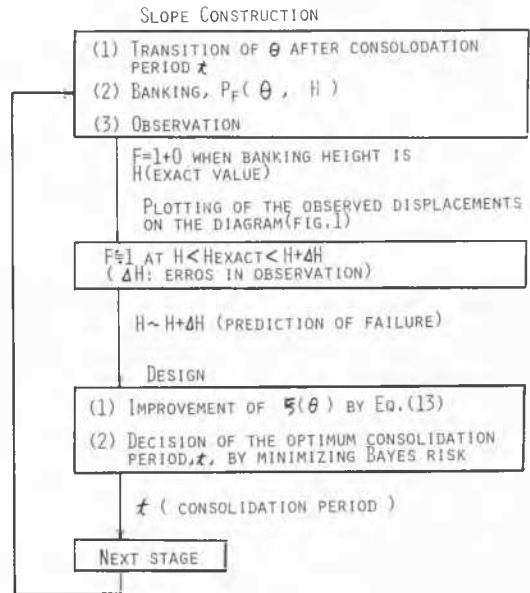 SLOPE CONSTRUCTION
(1) TRANSITION OF θ AFTER CONSOLODATION
PERIOD t
(2) BANKING, PF( θ , H )
(3) OBSERVATION
F=1+0 WHEN BANKING HEIGHT IS
H(EXACT VALUE)
PLOTTING OF THE OBSERVED DISPLACEMENTS
ON THE DIAGRAM(FIG.1)
F≒1 AT H<HEXACT<H+ΔH
( ΔH: ERROS IN OBSERVATION)
H~ H+ΔH (PREDICTION OF FAILURE)
DESIGN
(1) IMPROVEMENT OF ξ(θ) BY EQ.(13)
(2) DECISION OF THE OPTIMUM CONSOLIDATION
PERIOD,t, BY MINIMIZING BAYES RISK
t ( CONSOLIDATION PERIOD )
NEXT STAGE